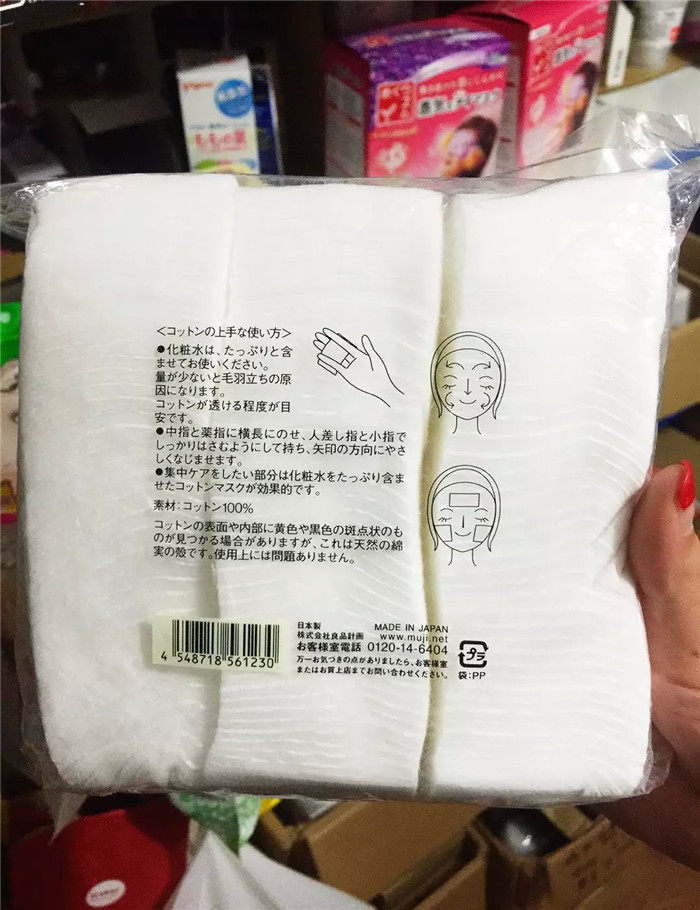 pigeon
ももの葉
めぐりズム
<コットンの上手な使い方>
●化粧水は、たっぷりと含
ませてお使いください。
量が少ないと毛羽立ちの原
因になります。
コットンが透ける程度が目
安です。
●中指と薬指に横長にのせ、人差し指と小指で
しっかりはさむようにして持ち、矢印の方向にやさ
しくなじませます。
●集中ケアをしたい部分は化粧水をたっぷり含ま
せたコットンマスクが効果的です。
素材:コットン100%
コットンの表面や内部に黄色や黒色の斑点状のも
のが見つかる場合がありますが、これは天然の綿
実の殻です。使用上には問題ありません。
4 548718 561230
日本製 MADE IN JAPAN
株式会社良品計画 www.muji.net
お客様室電話 0120-14-6404
万一お気づきの点がありましたら、お客様室
またはお買上店までお問い合わせください。
プラ
袋:PP